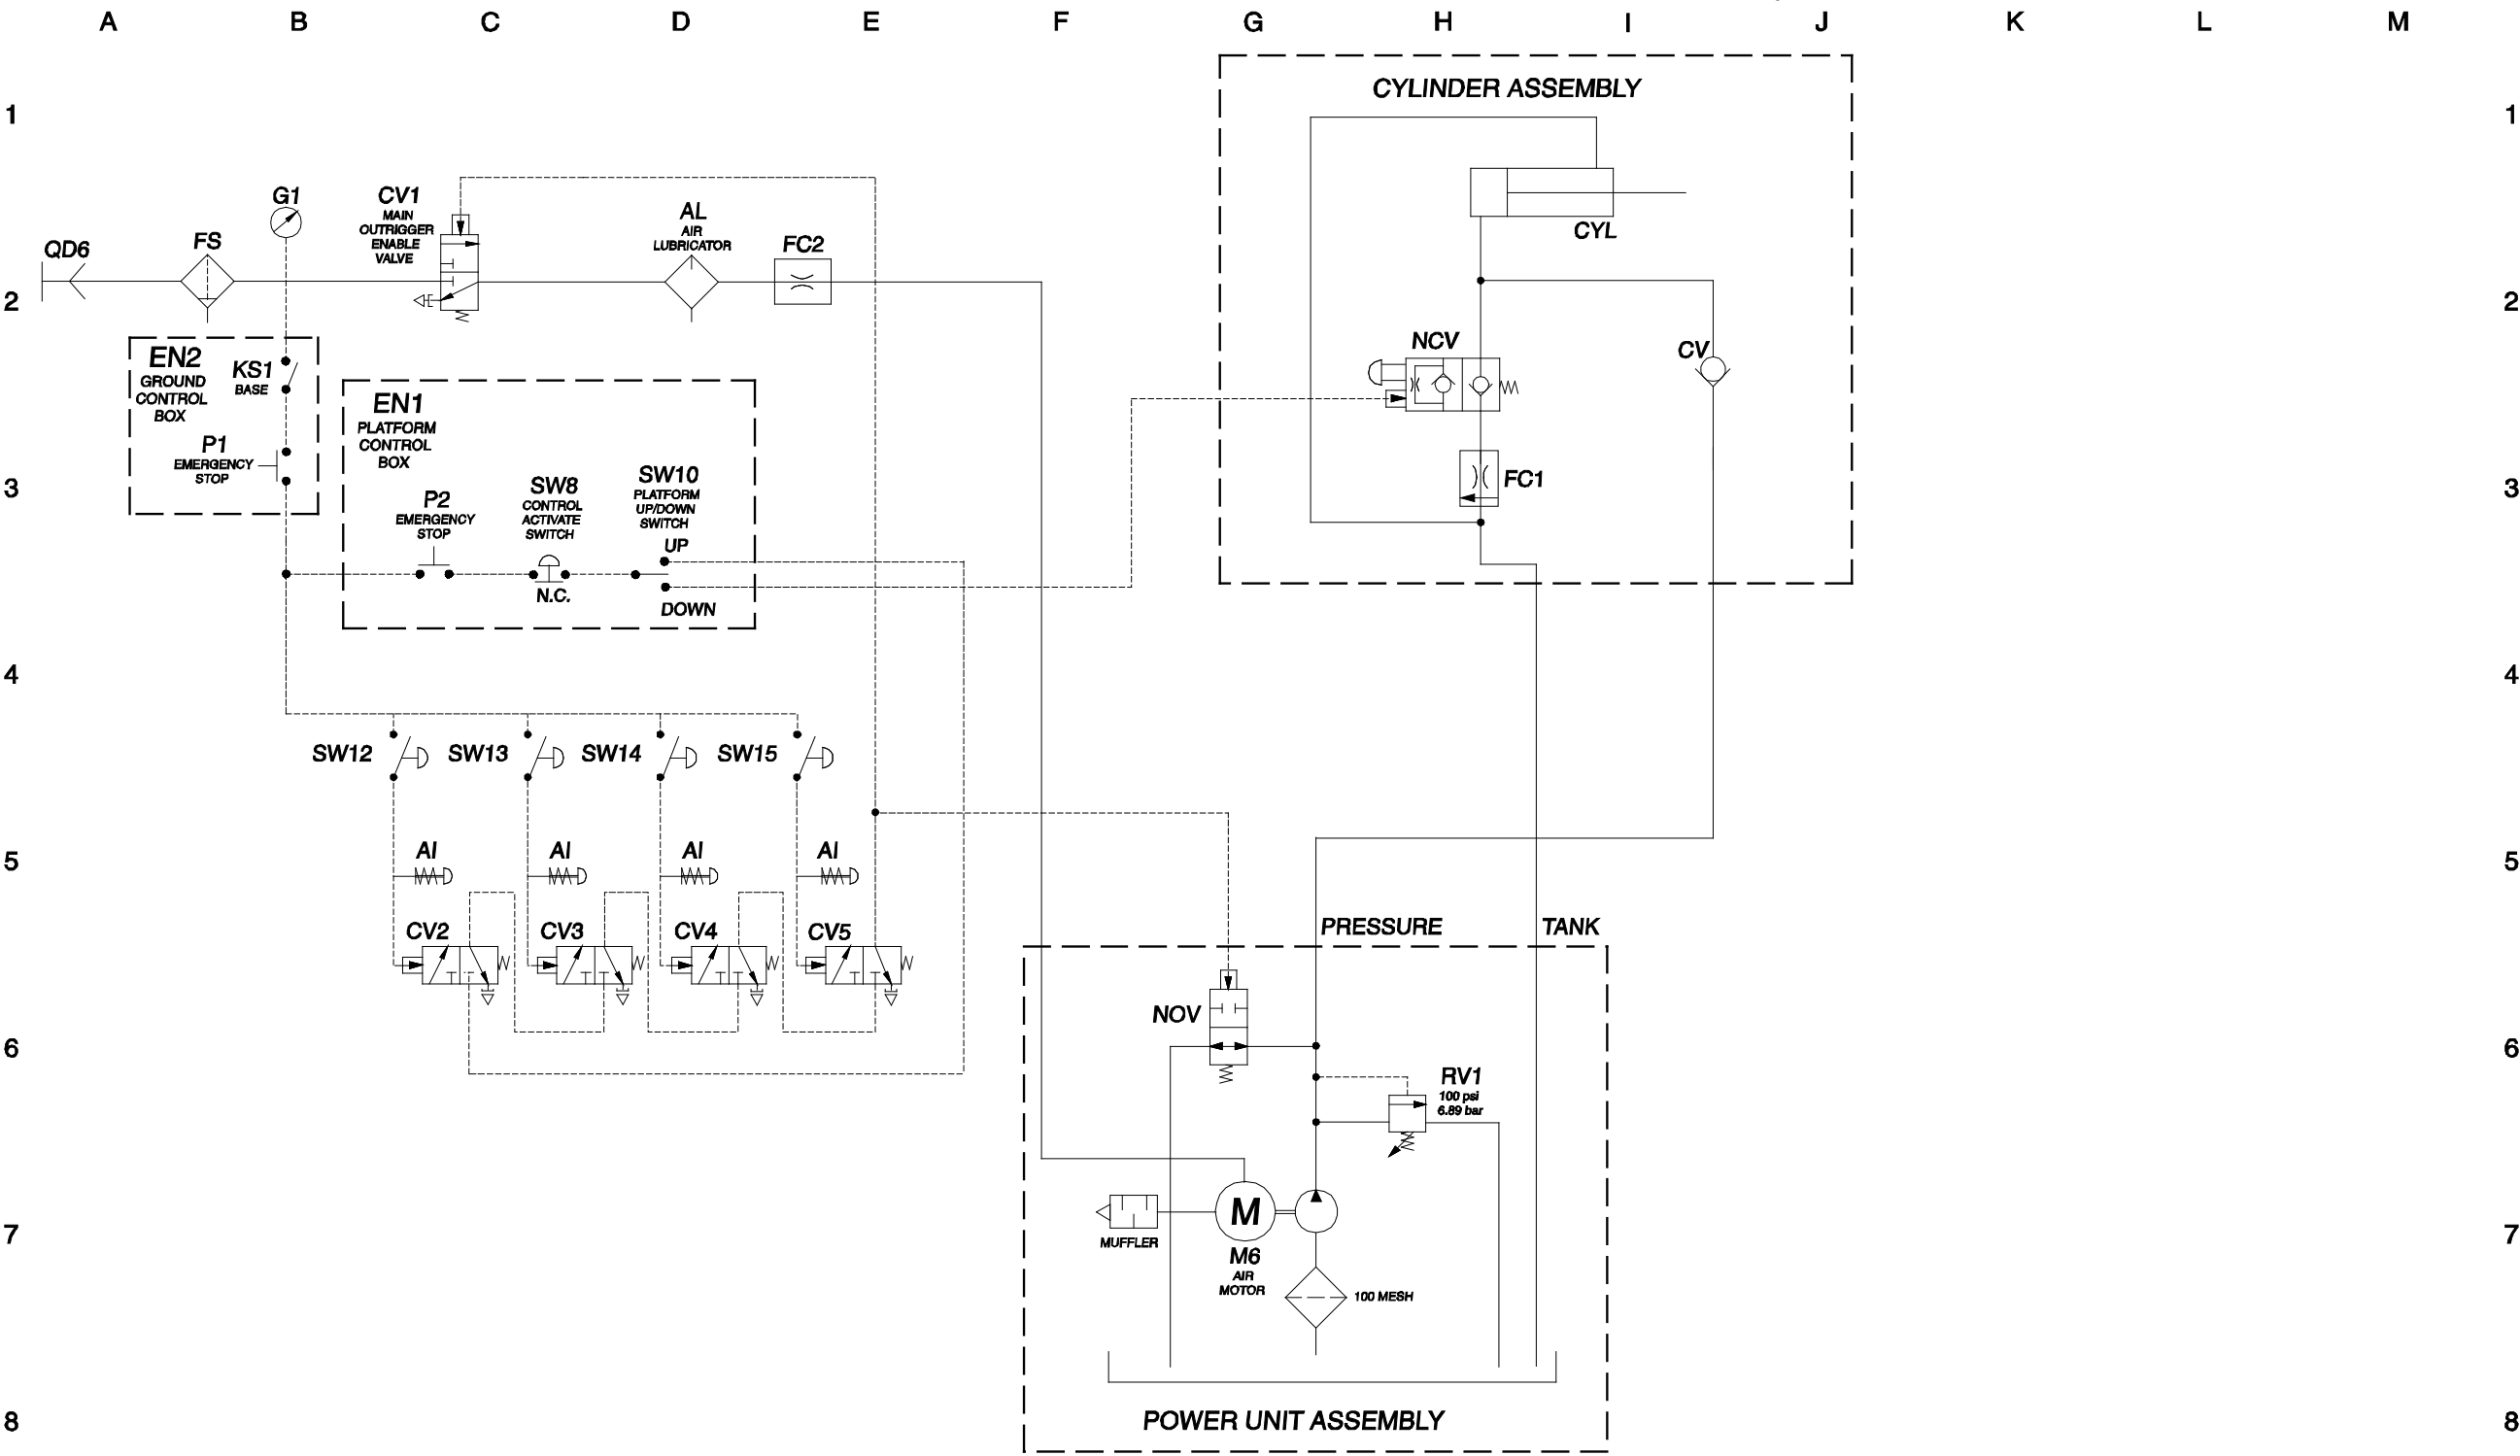 A B C D E F G H I J K L M
CYLINDER ASSEMBLY
1 1
G1
CV1
MAIN
OUTRIGGER
ENABLE
VALVE
AL
AIR
LUBRICATOR
FC2
QD6
FS
CYL
2 2
EN2
GROUND
CONTROL
BOX
KS1
BASE
P1
EMERGENCY
STOP
NCV
CV
EN1
PLATFORM
CONTROL
BOX
FC1
3 3
P2
EMERGENCY
STOP
SW8
CONTROL
ACTIVATE
SWITCH
N.C.
SW10
PLATFORM
UP/DOWN
SWITCH
UP
DOWN
4 4
SW12 SW13 SW14 SW15
5 5
AI AI AI AI
CV2 CV3 CV4 CV5
PRESSURE TANK
NOV
6 6
RV1
100 psi
6.89 bar
M
MUFFLER
M6
AIR
MOTOR
7 7
100 MESH
POWER UNIT ASSEMBLY
8 8